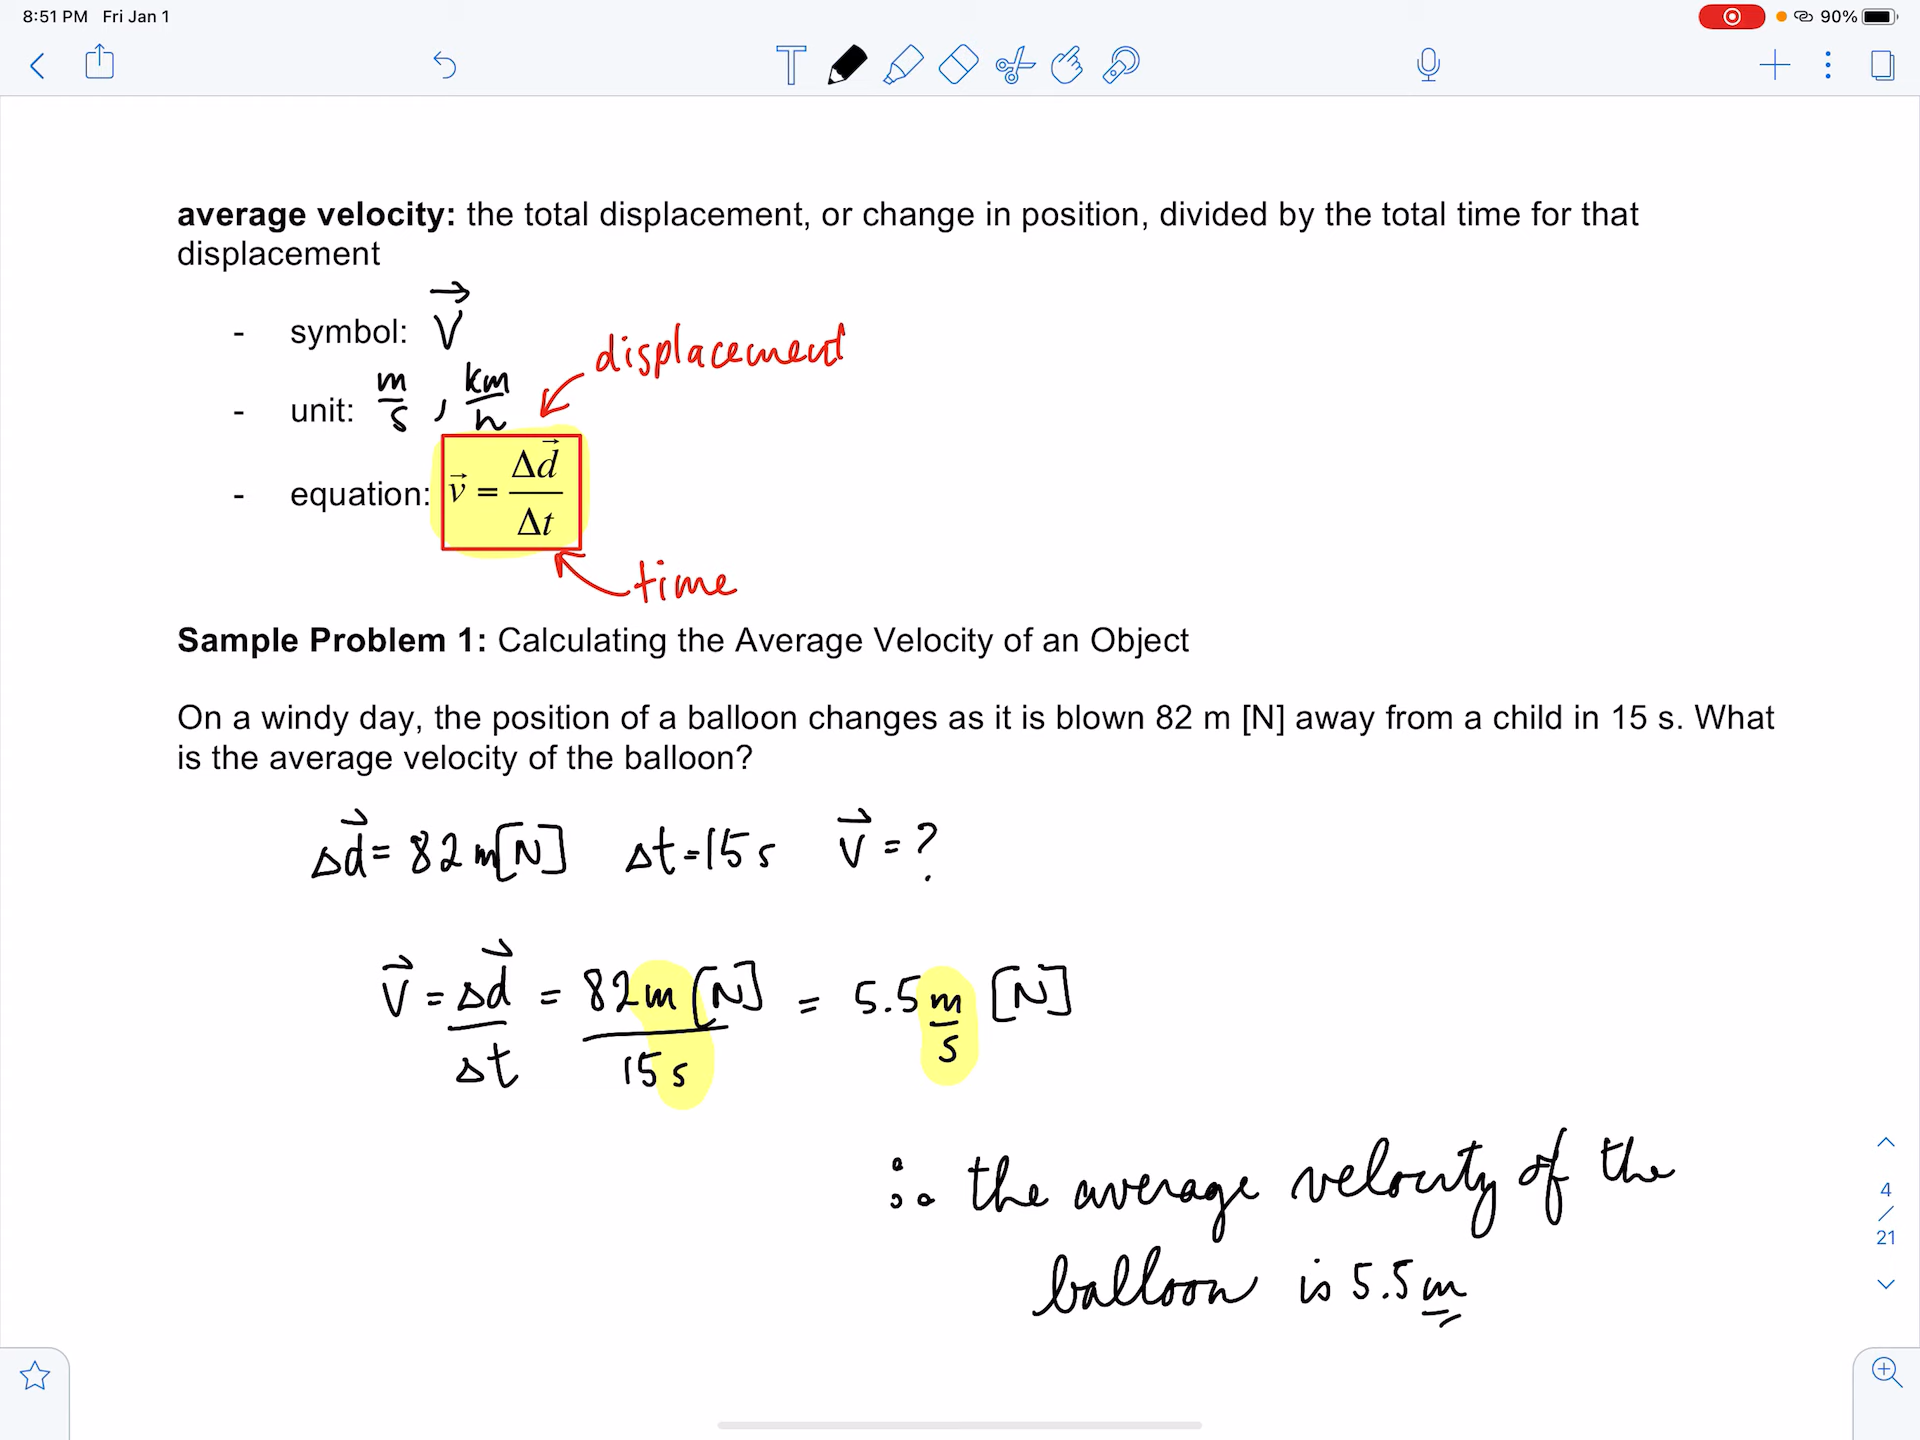 8:51 PM Fri Jan 1 90%
average velocity: the total displacement, or change in position, divided by the total time for that
displacement
- symbol: V⃗
displacement
- unit: m/s , km/h
- equation: v⃗ = Δd⃗/Δt
time
Sample Problem 1: Calculating the Average Velocity of an Object
On a windy day, the position of a balloon changes as it is blown 82 m [N] away from a child in 15 s. What
is the average velocity of the balloon?
Δd⃗ = 82m[N] Δt=15s V⃗ = ?
V⃗ = Δd⃗/Δt = 82m[N]/15s = 5.5 m/s [N]
∴ the average velocity of the
balloon is 5.5 m
4
/
21